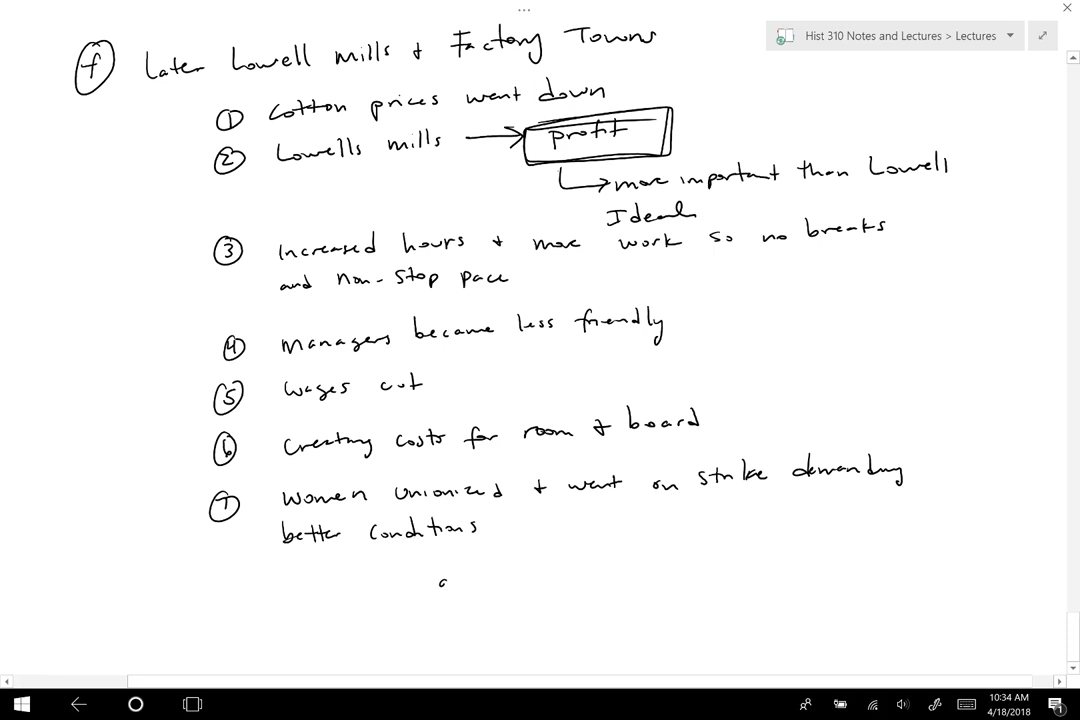 ...
Hist 310 Notes and Lectures > Lectures
f Later Lowell Mills + Factory Towns
1 Cotton prices went down
2 Lowells mills → profit
→ more important than Lowell
Ideals
3 Increased hours + more work so no breaks
and non-stop pace
4 Managers became less friendly
5 Wages cut
6 Creating costs for room + board
7 Women unionized + went on strike demanding
better conditions
10:34 AM
4/18/2018
1